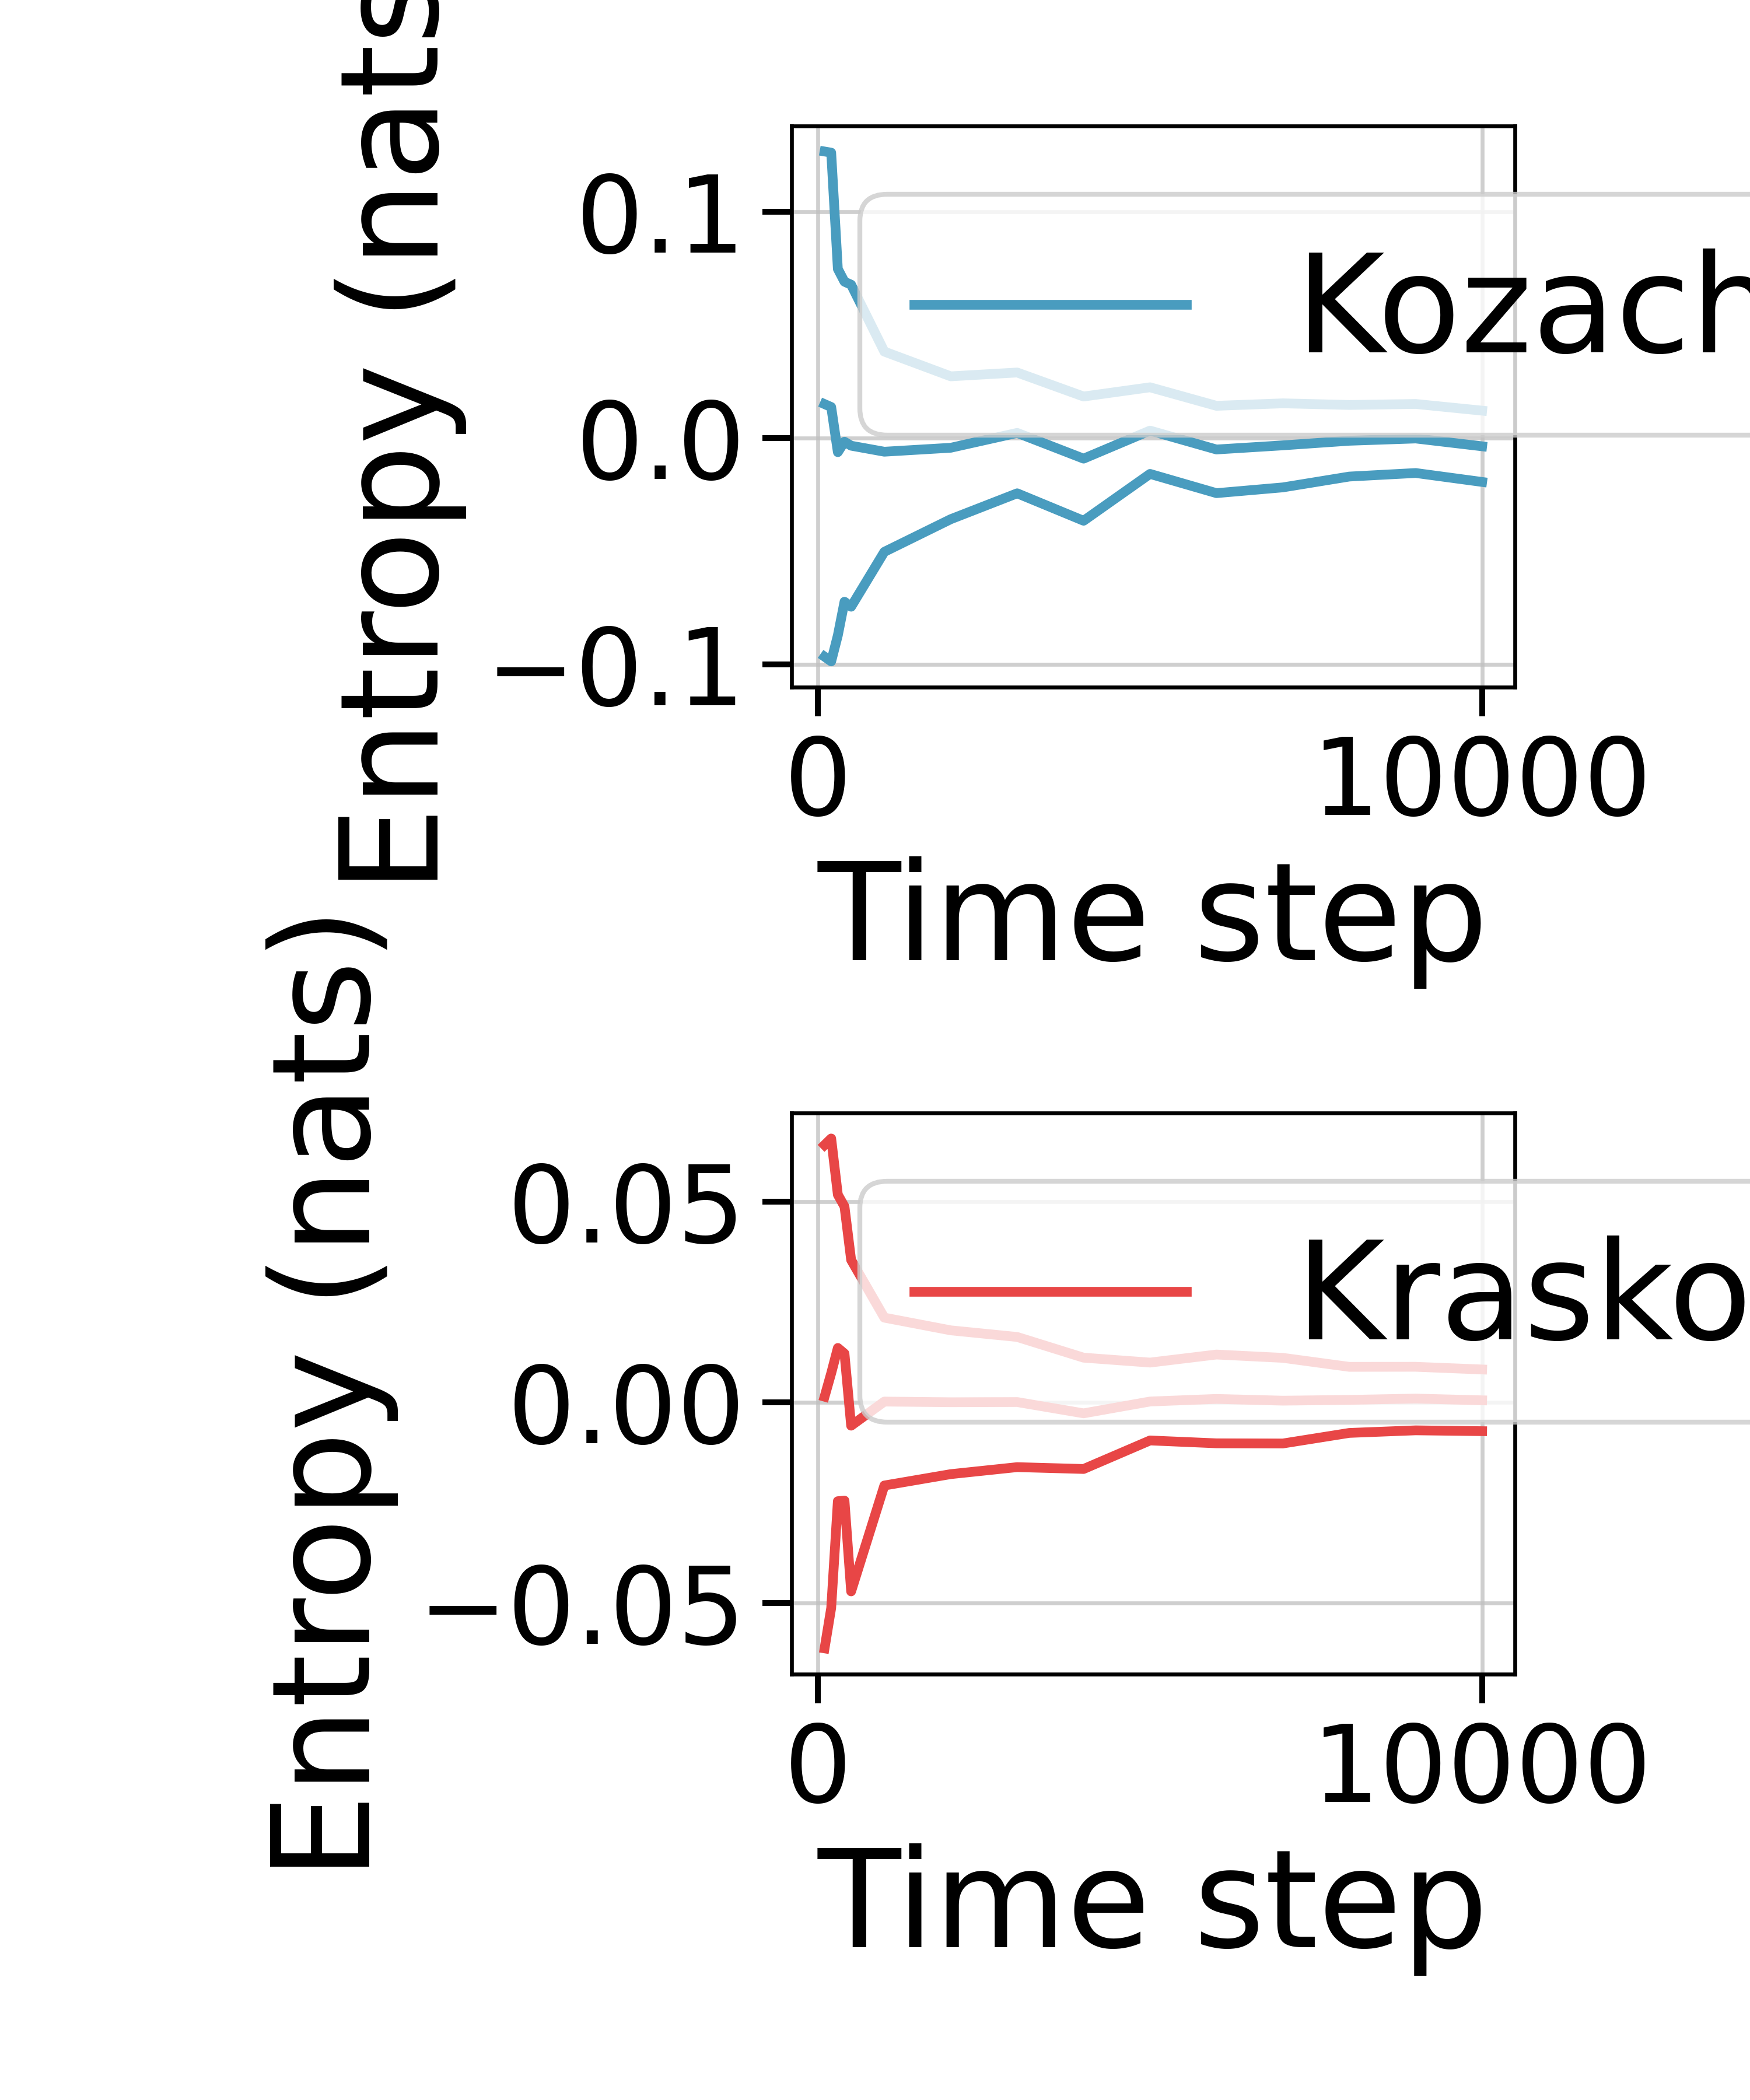 Entropy (nats
0.1
0.0
−0.1
Kozach
0
10000
Time step
Entropy (nats)
0.05
0.00
−0.05
Krasko
0
10000
Time step